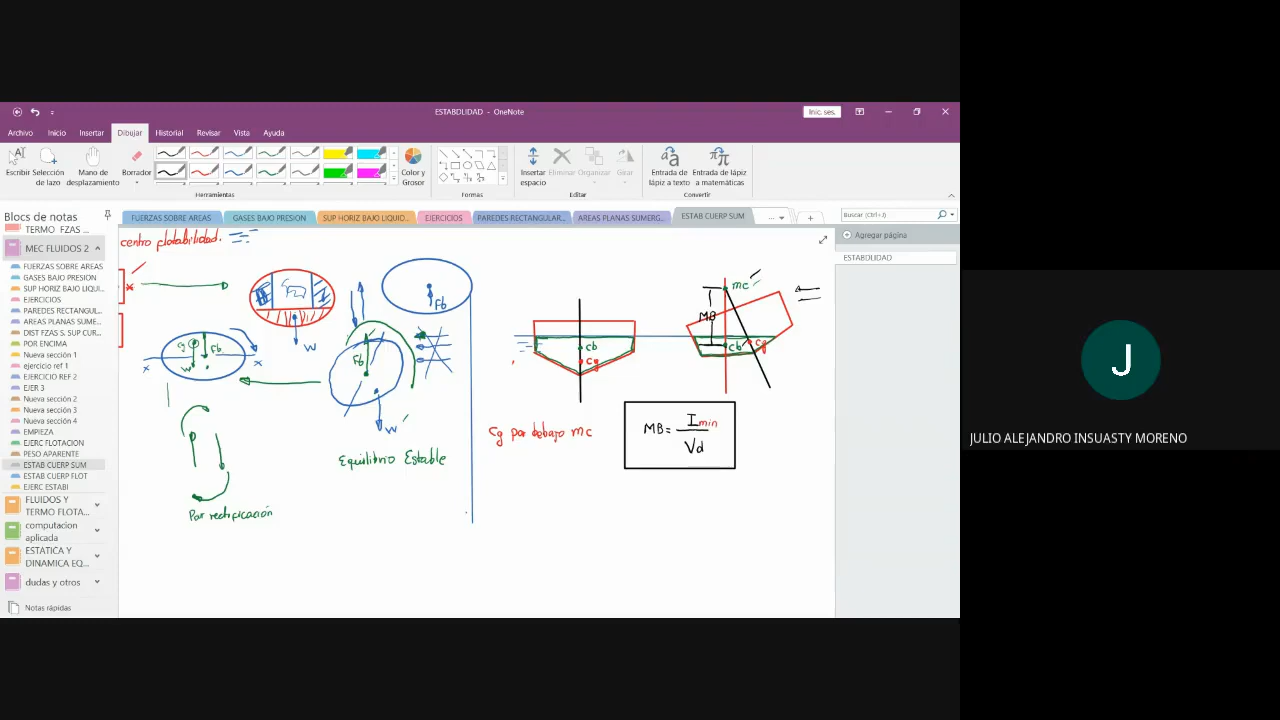 ESTABDLIDAD - OneNote
Inic. ses.
Archivo Inicio Insertar Dibujar Historial Revisar Vista Ayuda
Escribir
Selección de lazo
Mano de desplazamiento
Borrador
Color y Grosor
Insertar espacio
Eliminar
Organizar
Girar
Entrada de lápiz a texto
Entrada de lápiz a matemáticas
Herramientas
Formas
Editar
Convertir
Blocs de notas
FUERZAS SOBRE AREAS
GASES BAJO PRESION
SUP HORIZ BAJO LIQUID...
EJERCICIOS
PAREDES RECTANGULAR...
AREAS PLANAS SUMERG...
ESTAB CUERP SUM
...
Buscar (Ctrl+J)
Agregar página
ESTABDLIDAD
TERMO FZAS ...
MEC FLUIDOS 2
FUERZAS SOBRE AREAS
GASES BAJO PRESION
SUP HORIZ BAJO LIQUI...
EJERCICIOS
PAREDES RECTANGULAR...
AREAS PLANAS SUME...
DIST FZAS S. SUP CUR...
POR ENCIMA
Nueva sección 1
ejercicio ref 1
EJERCICIO REF 2
EJER 3
Nueva sección 2
Nueva sección 3
Nueva sección 4
EMPIEZA
EJERC FLOTACION
PESO APARENTE
ESTAB CUERP SUM
ESTAB CUERP FLOT
EJERC ESTABI
FLUIDOS Y TERMO FLOTA...
computacion aplicada
ESTATICA Y DINAMICA EQ...
dudas y otros
Notas rápidas
centro flotabilidad.
W
Fb
cg
Fb
W
x
x
Fb
W
Equilibrio Estable
Par rectificación
cb
cg
mc
MB
cb
cg
Cg por debajo mc
MB = Imin / Vd
J
JULIO ALEJANDRO INSUASTY MORENO